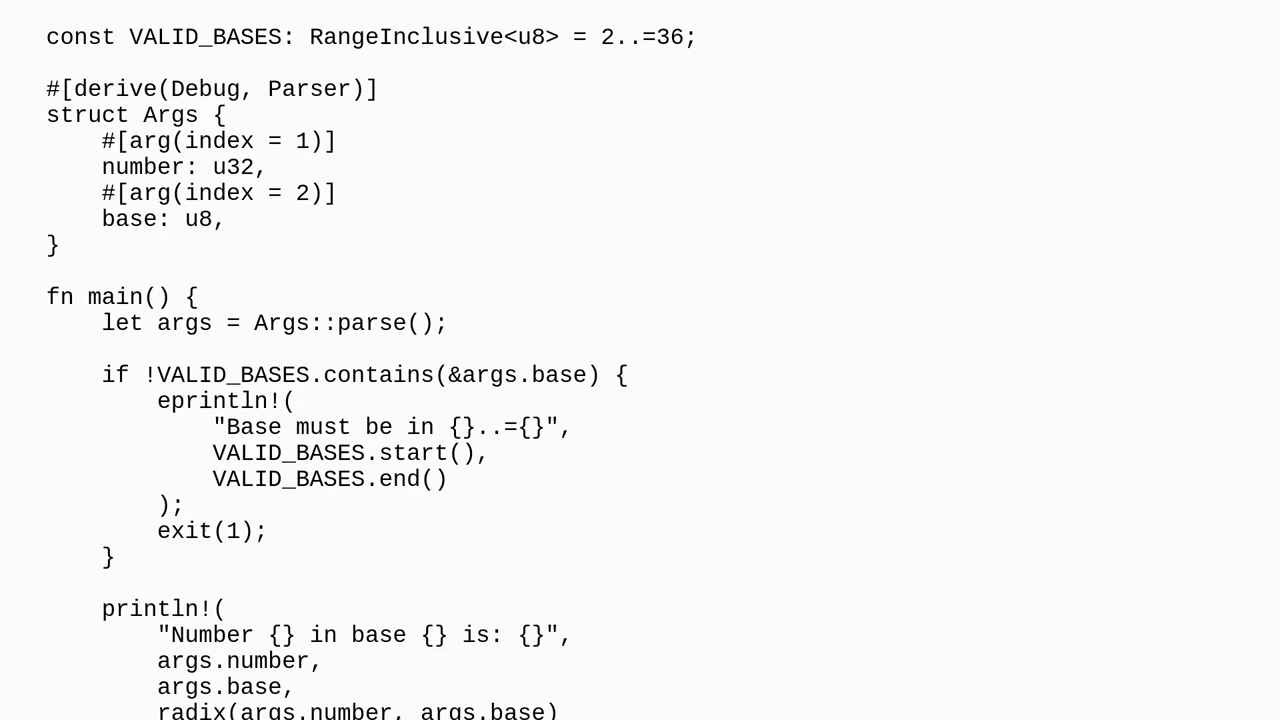 const VALID_BASES: RangeInclusive<u8> = 2..=36;

#[derive(Debug, Parser)]
struct Args {
    #[arg(index = 1)]
    number: u32,
    #[arg(index = 2)]
    base: u8,
}

fn main() {
    let args = Args::parse();

    if !VALID_BASES.contains(&args.base) {
        eprintln!(
            "Base must be in {}..={}",
            VALID_BASES.start(),
            VALID_BASES.end()
        );
        exit(1);
    }

    println!(
        "Number {} in base {} is: {}",
        args.number,
        args.base,
        radix(args.number, args.base)